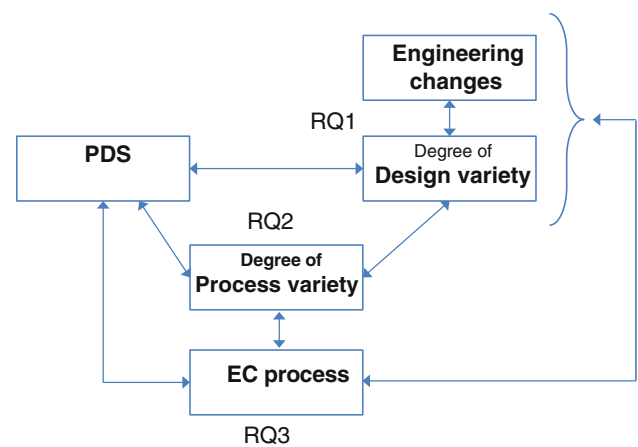 Engineering
changes
RQ1
PDS
Degree of
Design variety
RQ2
Degree of
Process variety
EC process
RQ3